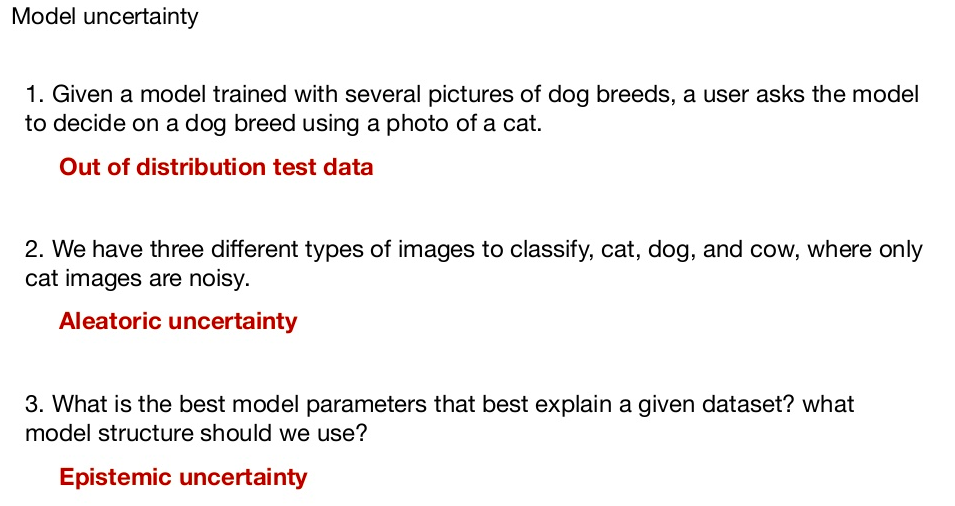 Model uncertainty
1. Given a model trained with several pictures of dog breeds, a user asks the model
to decide on a dog breed using a photo of a cat.
Out of distribution test data
2. We have three different types of images to classify, cat, dog, and cow, where only
cat images are noisy.
Aleatoric uncertainty
3. What is the best model parameters that best explain a given dataset? what
model structure should we use?
Epistemic uncertainty